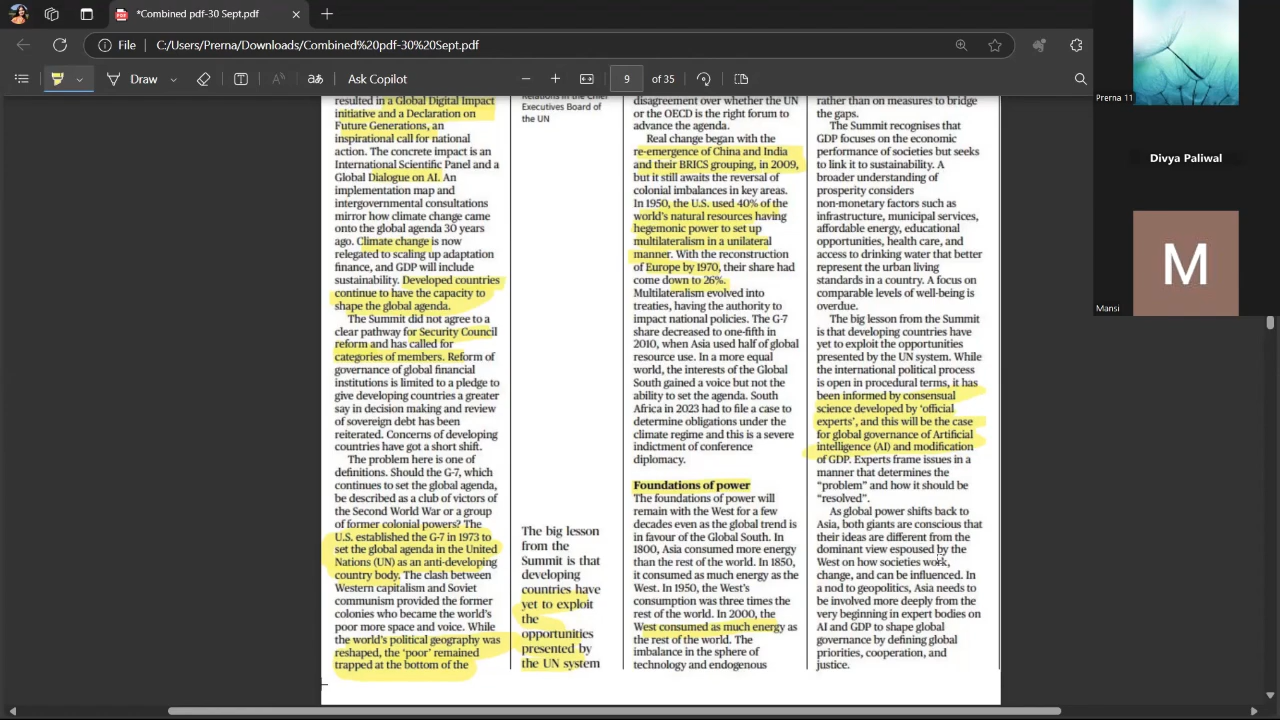 *Combined pdf-30 Sept.pdf
File
C:/Users/Prerna/Downloads/Combined%20pdf-30%20Sept.pdf
Draw
Ask Copilot
9
of 35
resulted in a Global Digital Impact
initiative and a Declaration on
Future Generations, an
inspirational call for national
action. The concrete impact is an
International Scientific Panel and a
Global Dialogue on AI. An
implementation map and
intergovernmental consultations
mirror how climate change came
onto the global agenda 30 years
ago. Climate change is now
relegated to scaling up adaptation
finance, and GDP will include
sustainability. Developed countries
continue to have the capacity to
shape the global agenda.
The Summit did not agree to a
clear pathway for Security Council
reform and has called for
categories of members. Reform of
governance of global financial
institutions is limited to a pledge to
give developing countries a greater
say in decision making and review
of sovereign debt has been
reiterated. Concerns of developing
countries have got a short shift.
The problem here is one of
definitions. Should the G-7, which
continues to set the global agenda,
be described as a club of victors of
the Second World War or a group
of former colonial powers? The
U.S. established the G-7 in 1973 to
set the global agenda in the United
Nations (UN) as an anti-developing
country body. The clash between
Western capitalism and Soviet
communism provided the former
colonies who became the world's
poor more space and voice. While
the world's political geography was
reshaped, the 'poor' remained
trapped at the bottom of the
Relations in the Chief
Executives Board of
the UN
The big lesson
from the
Summit is that
developing
countries have
yet to exploit
the
opportunities
presented by
the UN system
disagreement over whether the UN
or the OECD is the right forum to
advance the agenda.
Real change began with the
re-emergence of China and India
and their BRICS grouping, in 2009,
but it still awaits the reversal of
colonial imbalances in key areas.
In 1950, the U.S. used 40% of the
world's natural resources having
hegemonic power to set up
multilateralism in a unilateral
manner. With the reconstruction
of Europe by 1970, their share had
come down to 26%.
Multilateralism evolved into
treaties, having the authority to
impact national policies. The G-7
share decreased to one-fifth in
2010, when Asia used half of global
resource use. In a more equal
world, the interests of the Global
South gained a voice but not the
ability to set the agenda. South
Africa in 2023 had to file a case to
determine obligations under the
climate regime and this is a severe
indictment of conference
diplomacy.
Foundations of power
The foundations of power will
remain with the West for a few
decades even as the global trend is
in favour of the Global South. In
1800, Asia consumed more energy
than the rest of the world. In 1850,
it consumed as much energy as the
West. In 1950, the West's
consumption was three times the
rest of the world. In 2000, the
West consumed as much energy as
the rest of the world. The
imbalance in the sphere of
technology and endogenous
rather than on measures to bridge
the gaps.
The Summit recognises that
GDP focuses on the economic
performance of societies but seeks
to link it to sustainability. A
broader understanding of
prosperity considers
non-monetary factors such as
infrastructure, municipal services,
affordable energy, educational
opportunities, health care, and
access to drinking water that better
represent the urban living
standards in a country. A focus on
comparable levels of well-being is
overdue.
The big lesson from the Summit
is that developing countries have
yet to exploit the opportunities
presented by the UN system. While
the international political process
is open in procedural terms, it has
been informed by consensual
science developed by 'official
experts', and this will be the case
for global governance of Artificial
intelligence (AI) and modification
of GDP. Experts frame issues in a
manner that determines the
"problem" and how it should be
"resolved".
As global power shifts back to
Asia, both giants are conscious that
their ideas are different from the
dominant view espoused by the
West on how societies work,
change, and can be influenced. In
a nod to geopolitics, Asia needs to
be involved more deeply from the
very beginning in expert bodies on
AI and GDP to shape global
governance by defining global
priorities, cooperation, and
justice.
Prerna 11
Divya Paliwal
M
Mansi